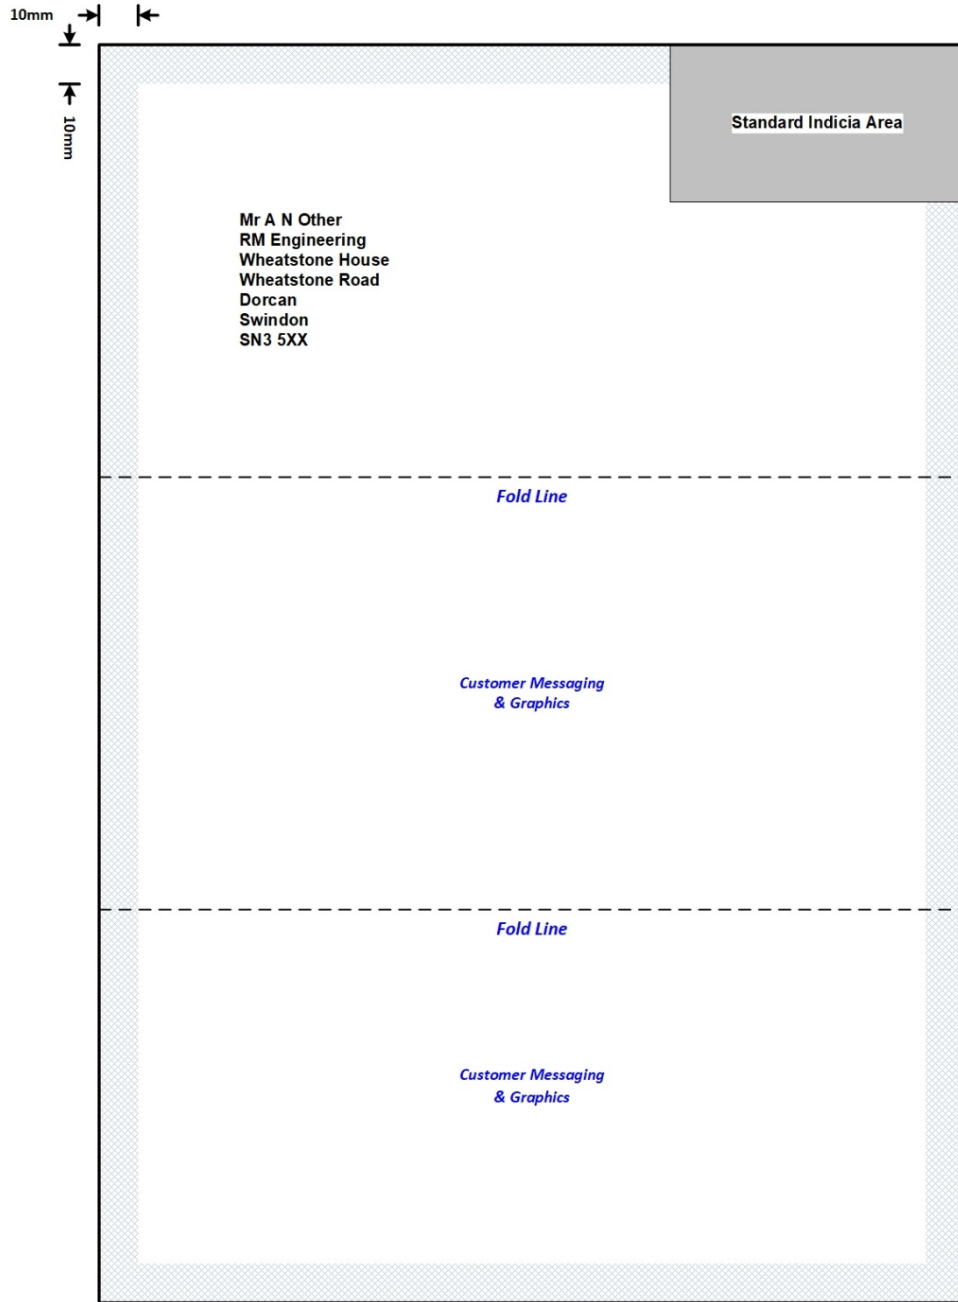 10mm
10mm
Standard Indicia Area
Mr A N Other
RM Engineering
Wheatstone House
Wheatstone Road
Dorcan
Swindon
SN3 5XX
Fold Line
Customer Messaging
& Graphics
Fold Line
Customer Messaging
& Graphics